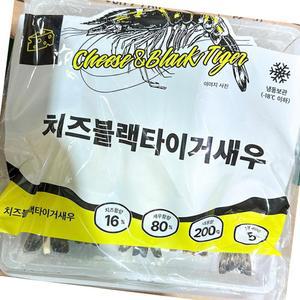 Cheese & Black Tiger
이미지 사진
냉동보관
(-18℃ 이하)
치즈블랙타이거새우
치즈블랙타이거새우
치즈함량
16%
새우함량
80%
내용량
200g
5